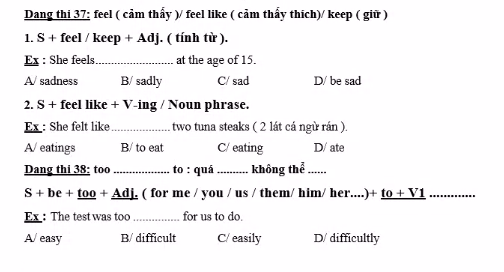 Dang thi 37: feel ( cảm thấy )/ feel like ( cảm thấy thích)/ keep ( giữ )
1. S + feel / keep + Adj. ( tính từ ).
Ex : She feels.......................... at the age of 15.
A/ sadness B/ sadly C/ sad D/ be sad
2. S + feel like + V-ing / Noun phrase.
Ex : She felt like................... two tuna steaks ( 2 lát cá ngừ rán ).
A/ eatings B/ to eat C/ eating D/ ate
Dang thi 38: too .................. to : quá .......... không thể ......
S + be + too + Adj. ( for me / you / us / them/ him/ her....)+ to + V1 .............
Ex : The test was too ............... for us to do.
A/ easy B/ difficult C/ easily D/ difficultly